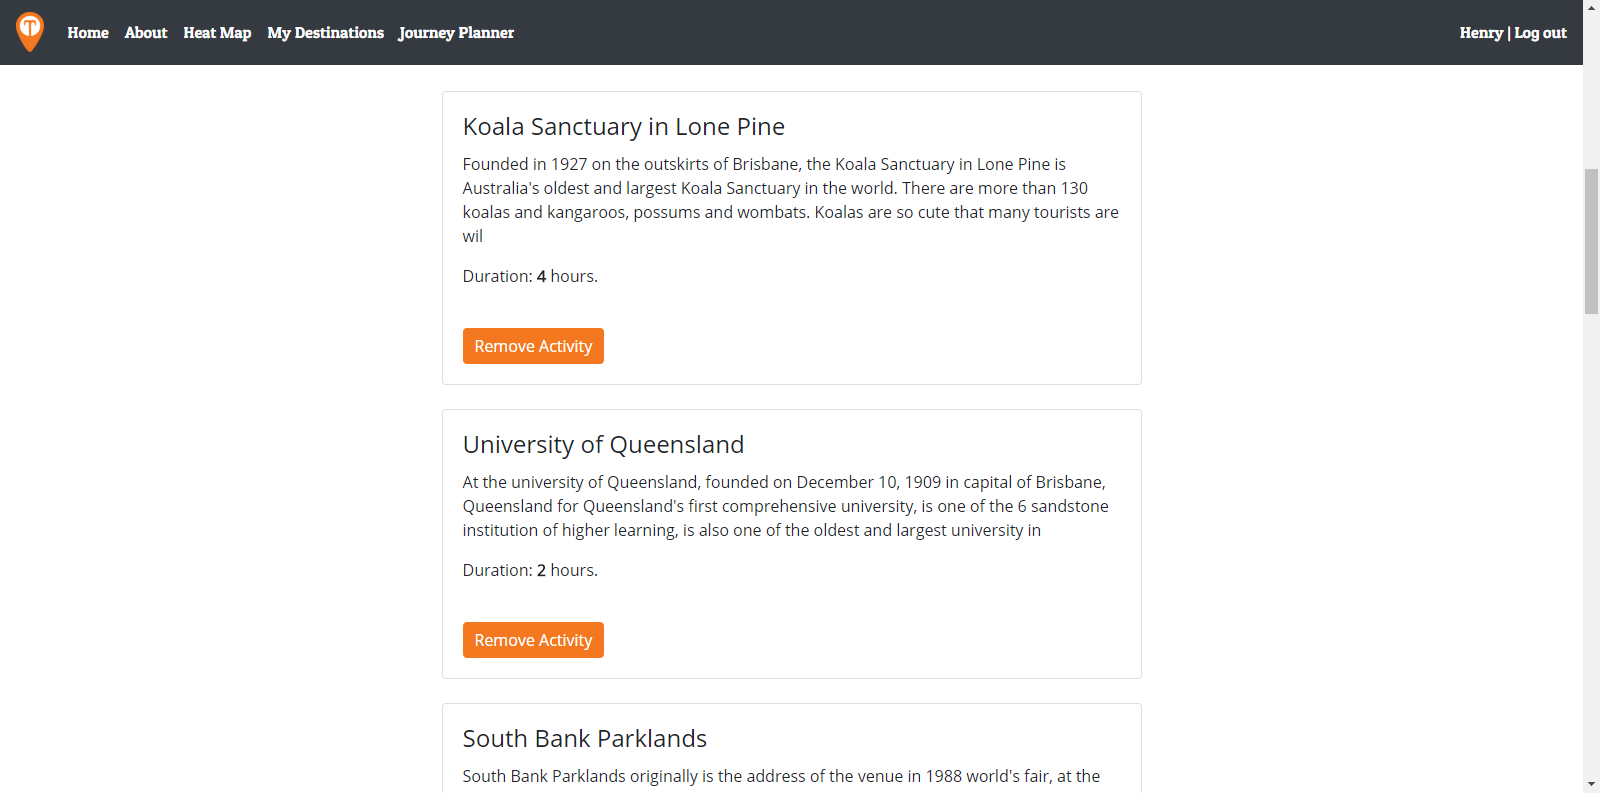 T
Home About Heat Map My Destinations Journey Planner Henry | Log out
Koala Sanctuary in Lone Pine
Founded in 1927 on the outskirts of Brisbane, the Koala Sanctuary in Lone Pine is
Australia's oldest and largest Koala Sanctuary in the world. There are more than 130
koalas and kangaroos, possums and wombats. Koalas are so cute that many tourists are
wil
Duration: 4 hours.
Remove Activity
University of Queensland
At the university of Queensland, founded on December 10, 1909 in capital of Brisbane,
Queensland for Queensland's first comprehensive university, is one of the 6 sandstone
institution of higher learning, is also one of the oldest and largest university in
Duration: 2 hours.
Remove Activity
South Bank Parklands
South Bank Parklands originally is the address of the venue in 1988 world's fair, at the